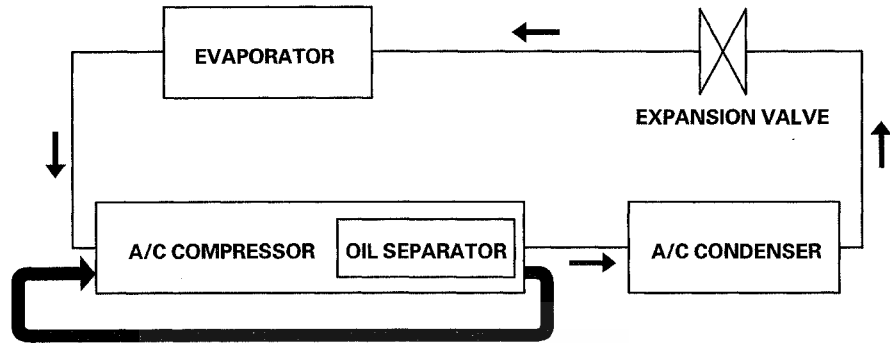 EVAPORATOR
EXPANSION VALVE
A/C COMPRESSOR
OIL SEPARATOR
A/C CONDENSER